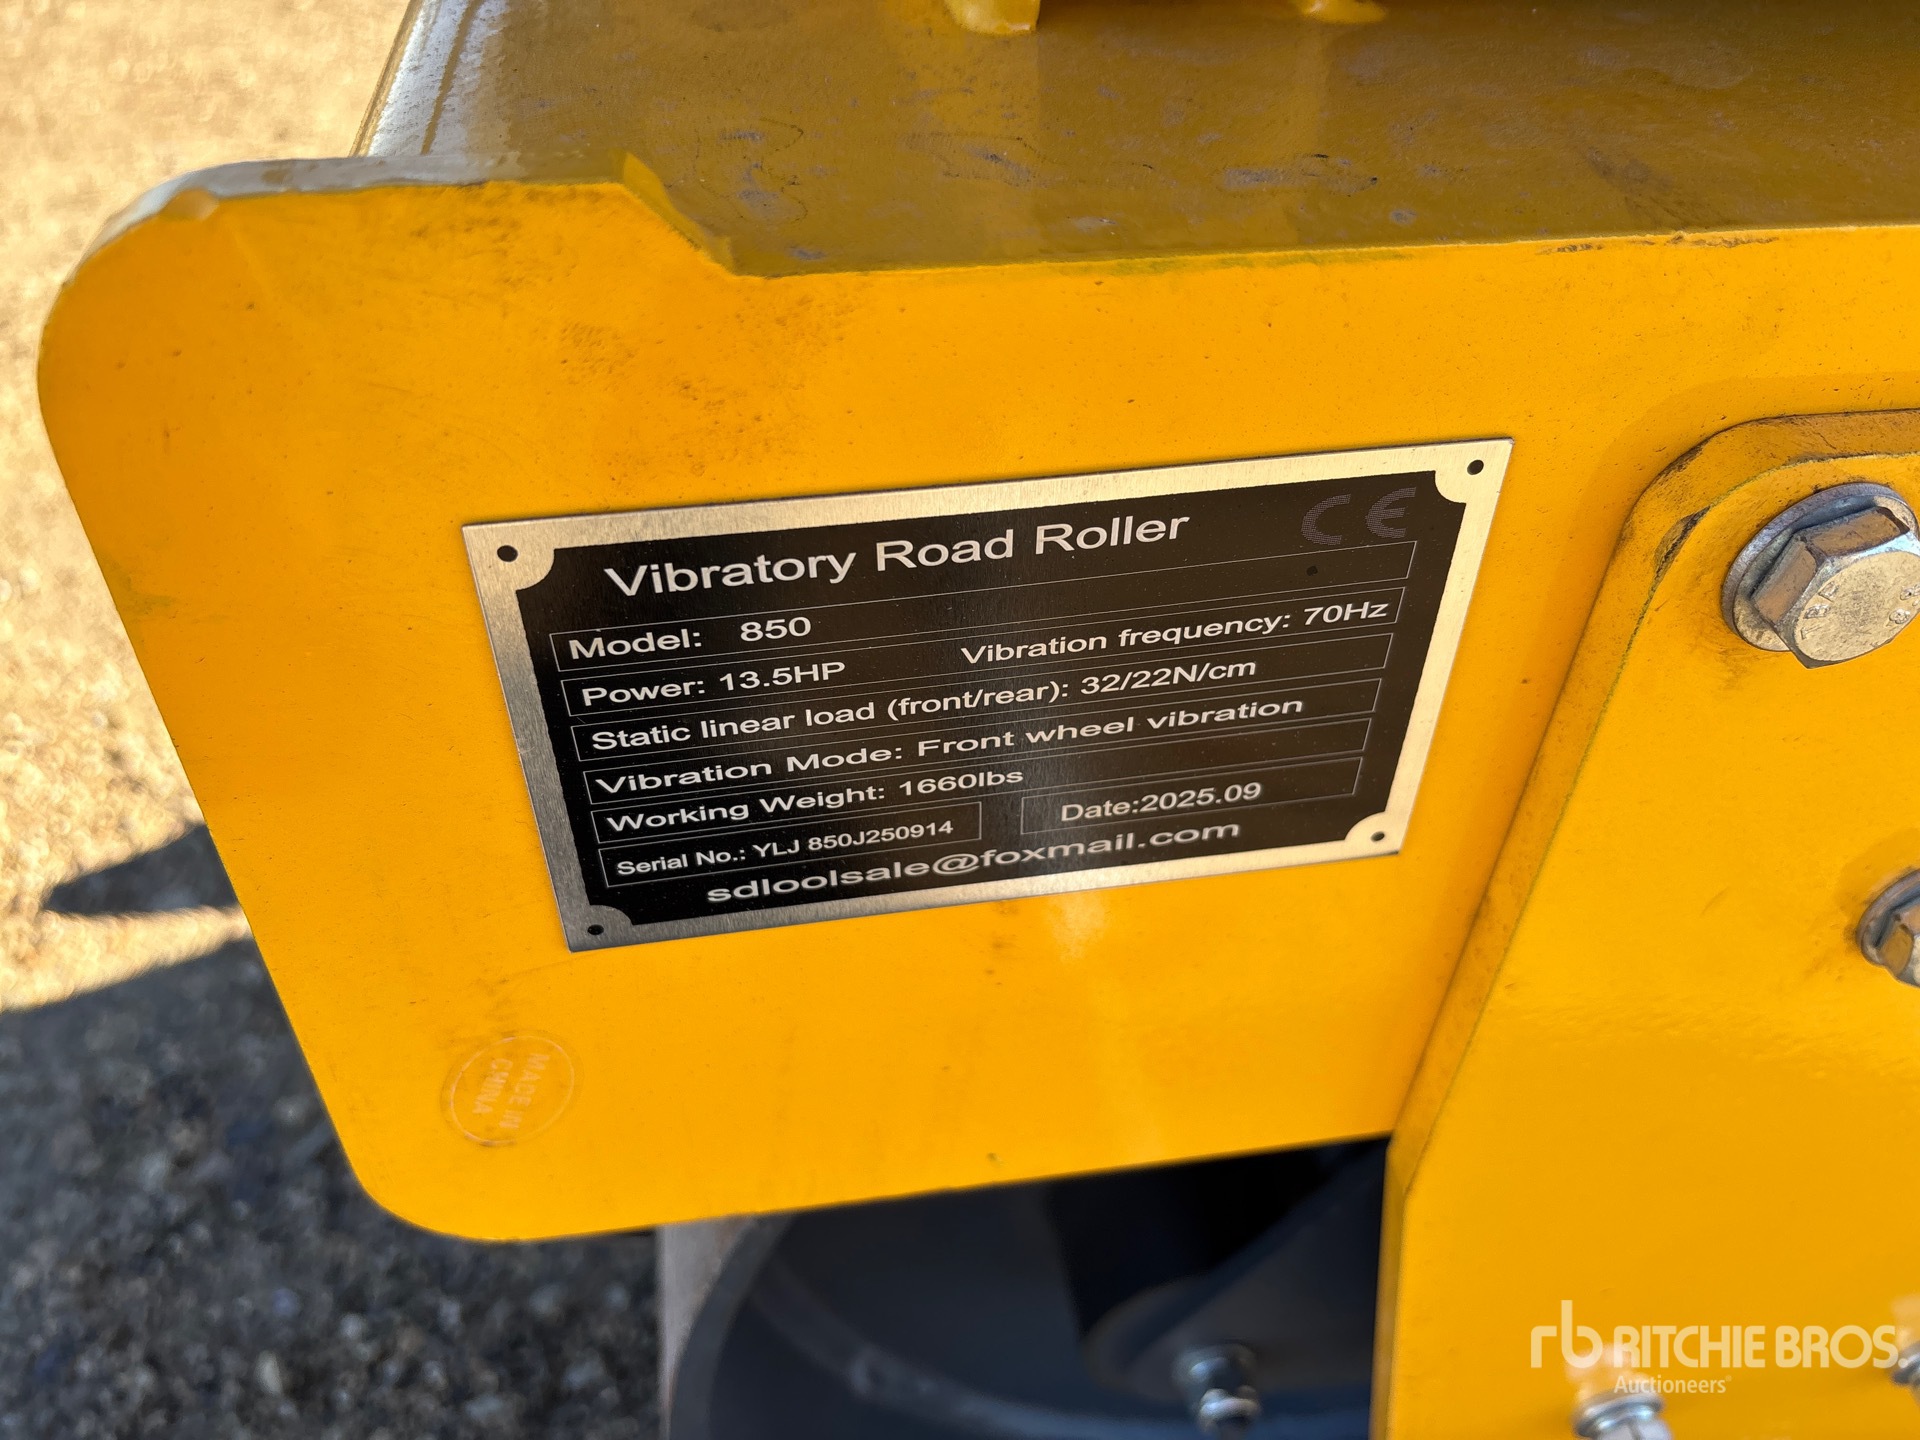 Vibratory Road Roller CE
Model: 850
Power: 13.5HP Vibration frequency: 70Hz
Static linear load (front/rear): 32/22N/cm
Vibration Mode: Front wheel vibration
Working Weight: 1660lbs
Serial No.: YLJ 850J250914 Date:2025.09
sdloolsale@foxmail.com
MADE IN
CHINA
rb RITCHIE BROS.
Auctioneers